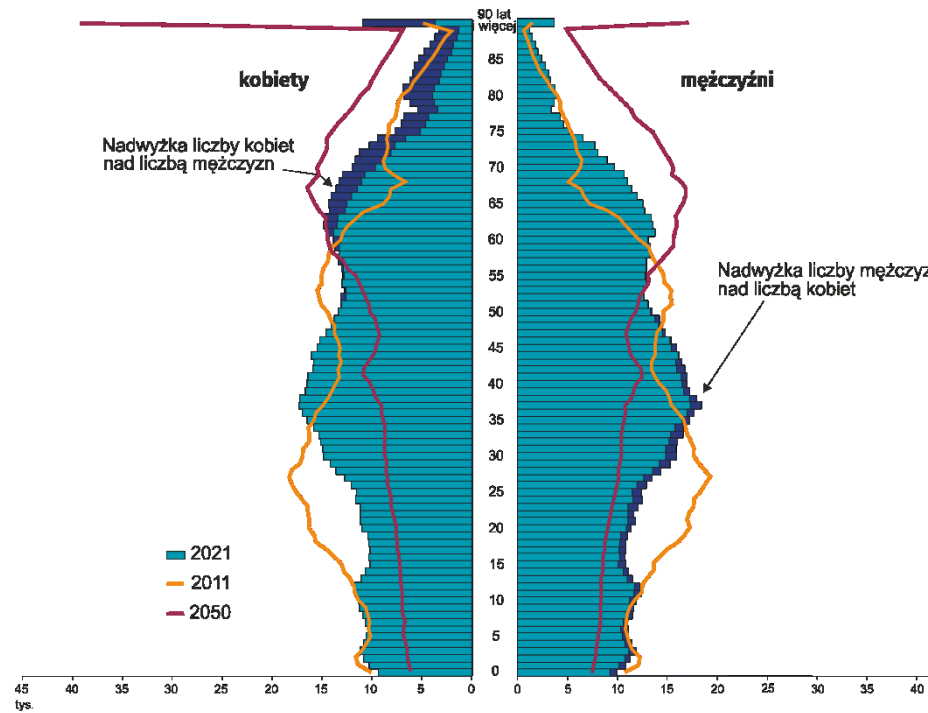 90 lat
i więcej
kobiety
mężczyźni
85
80
75
70
65
60
55
50
45
40
35
30
25
20
15
10
5
0
Nadwyżka liczby kobiet
nad liczbą mężczyzn
Nadwyżka liczby mężczyz
nad liczbą kobiet
2021
2011
2050
45 40 35 30 25 20 15 10 5 0 0 5 10 15 20 25 30 35 40
tys.